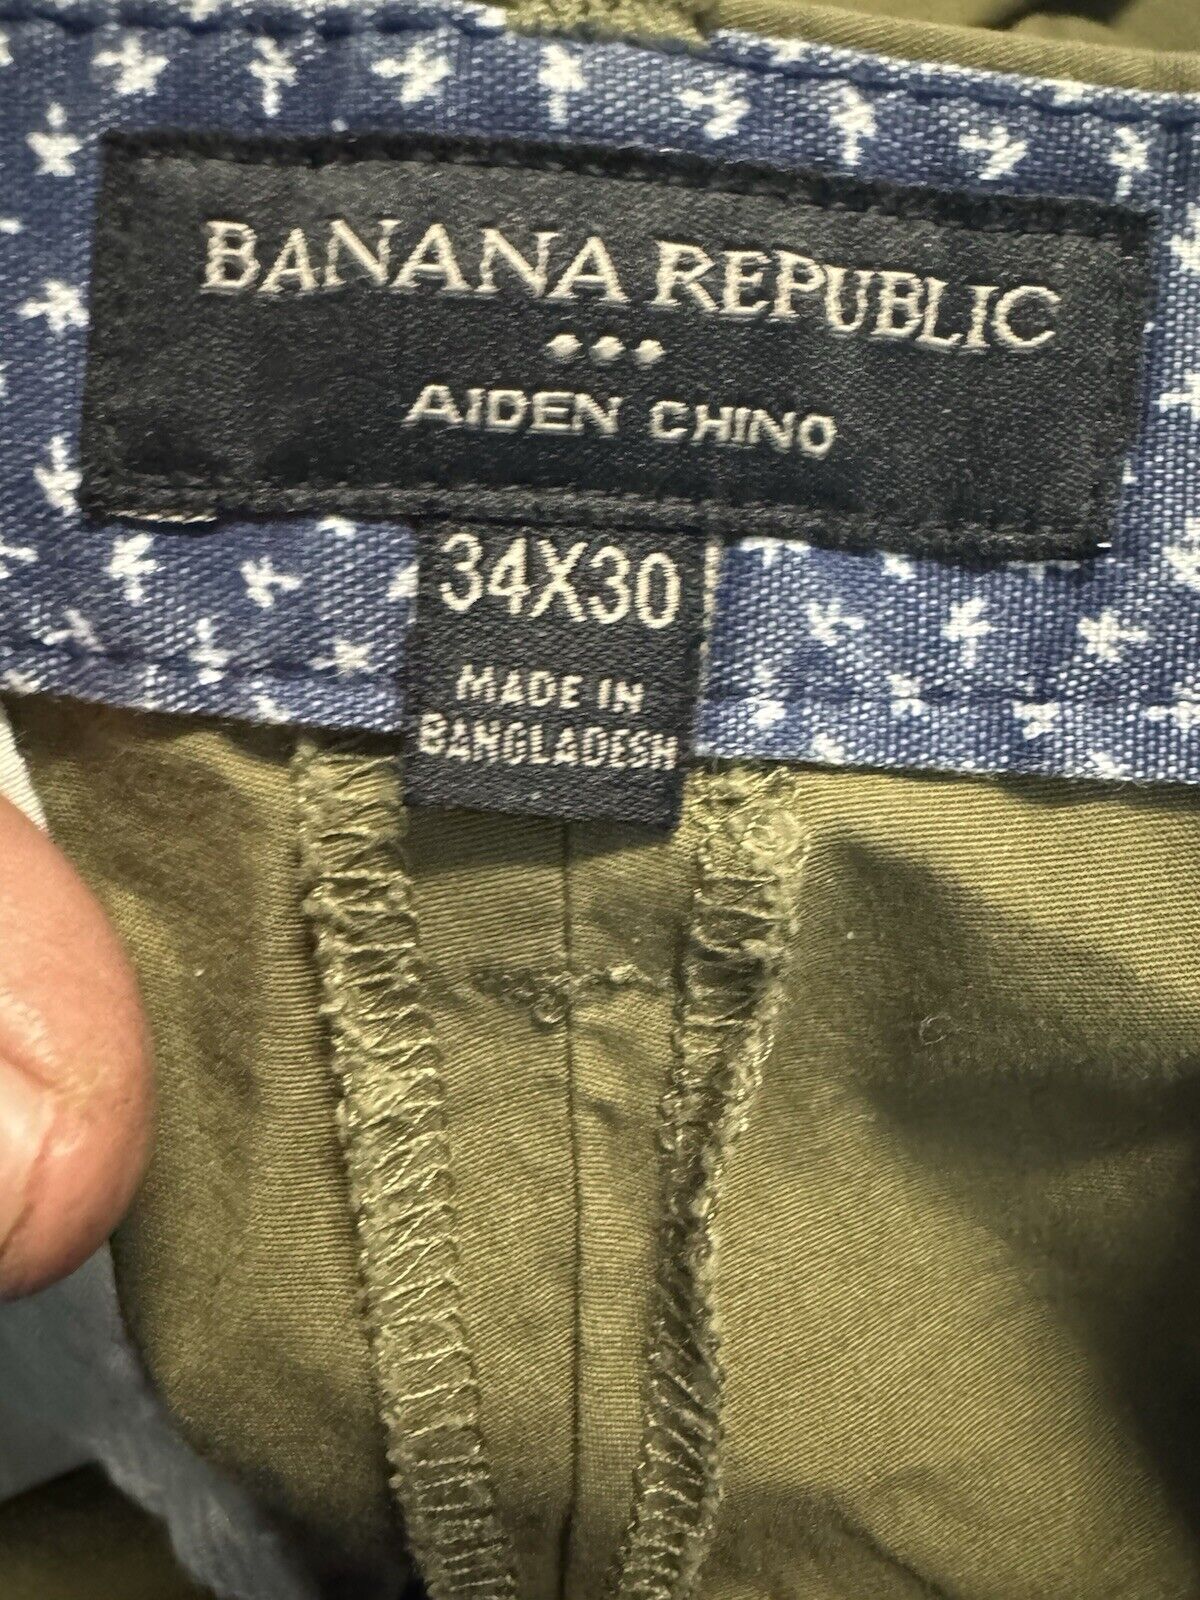 BANANA REPUBLIC
AIDEN CHINO
34X30
MADE IN
BANGLADESH